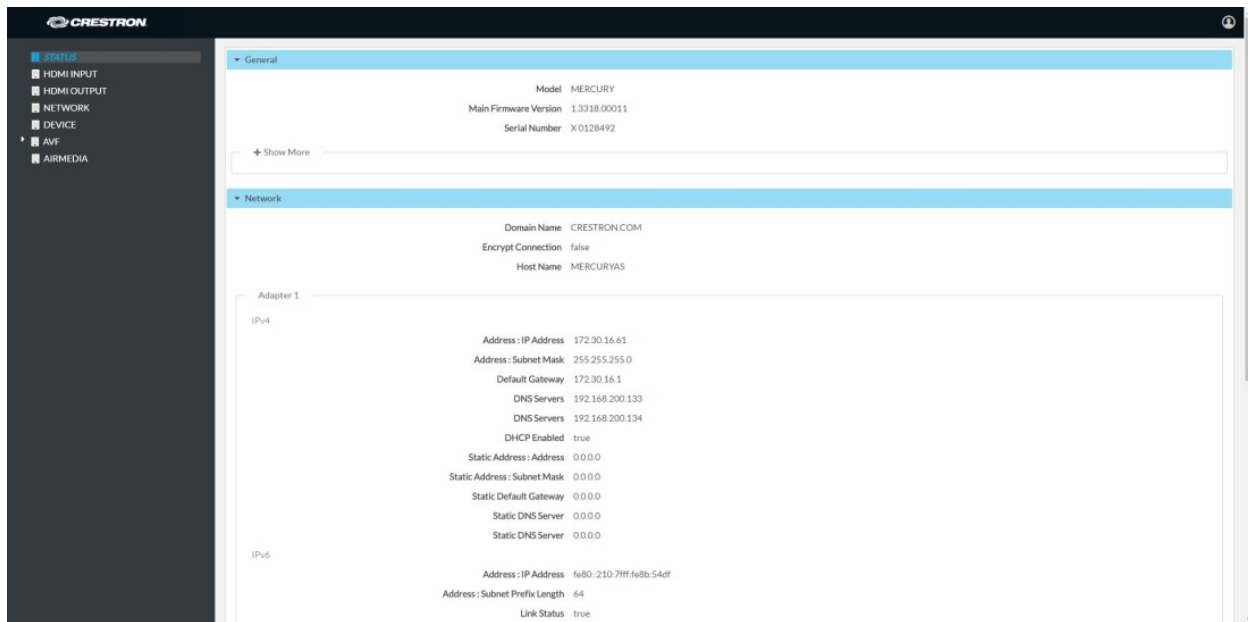 CRESTRON
STATUS
HDMI INPUT
HDMI OUTPUT
NETWORK
DEVICE
AVF
AIRMEDIA
General
Model MERCURY
Main Firmware Version 1.3318.00011
Serial Number X0128492
+ Show More
Network
Domain Name CRESTRON.COM
Encrypt Connection false
Host Name MERCURYAS
Adapter 1
IPv4
Address : IP Address 172.30.16.61
Address : Subnet Mask 255.255.255.0
Default Gateway 172.30.16.1
DNS Servers 192.168.200.133
DNS Servers 192.168.200.134
DHCP Enabled true
Static Address : Address 0.0.0.0
Static Address : Subnet Mask 0.0.0.0
Static Default Gateway 0.0.0.0
Static DNS Server 0.0.0.0
Static DNS Server 0.0.0.0
IPv6
Address : IP Address fe80::210:7fff:fe8b:54df
Address : Subnet Prefix Length 64
Link Status true